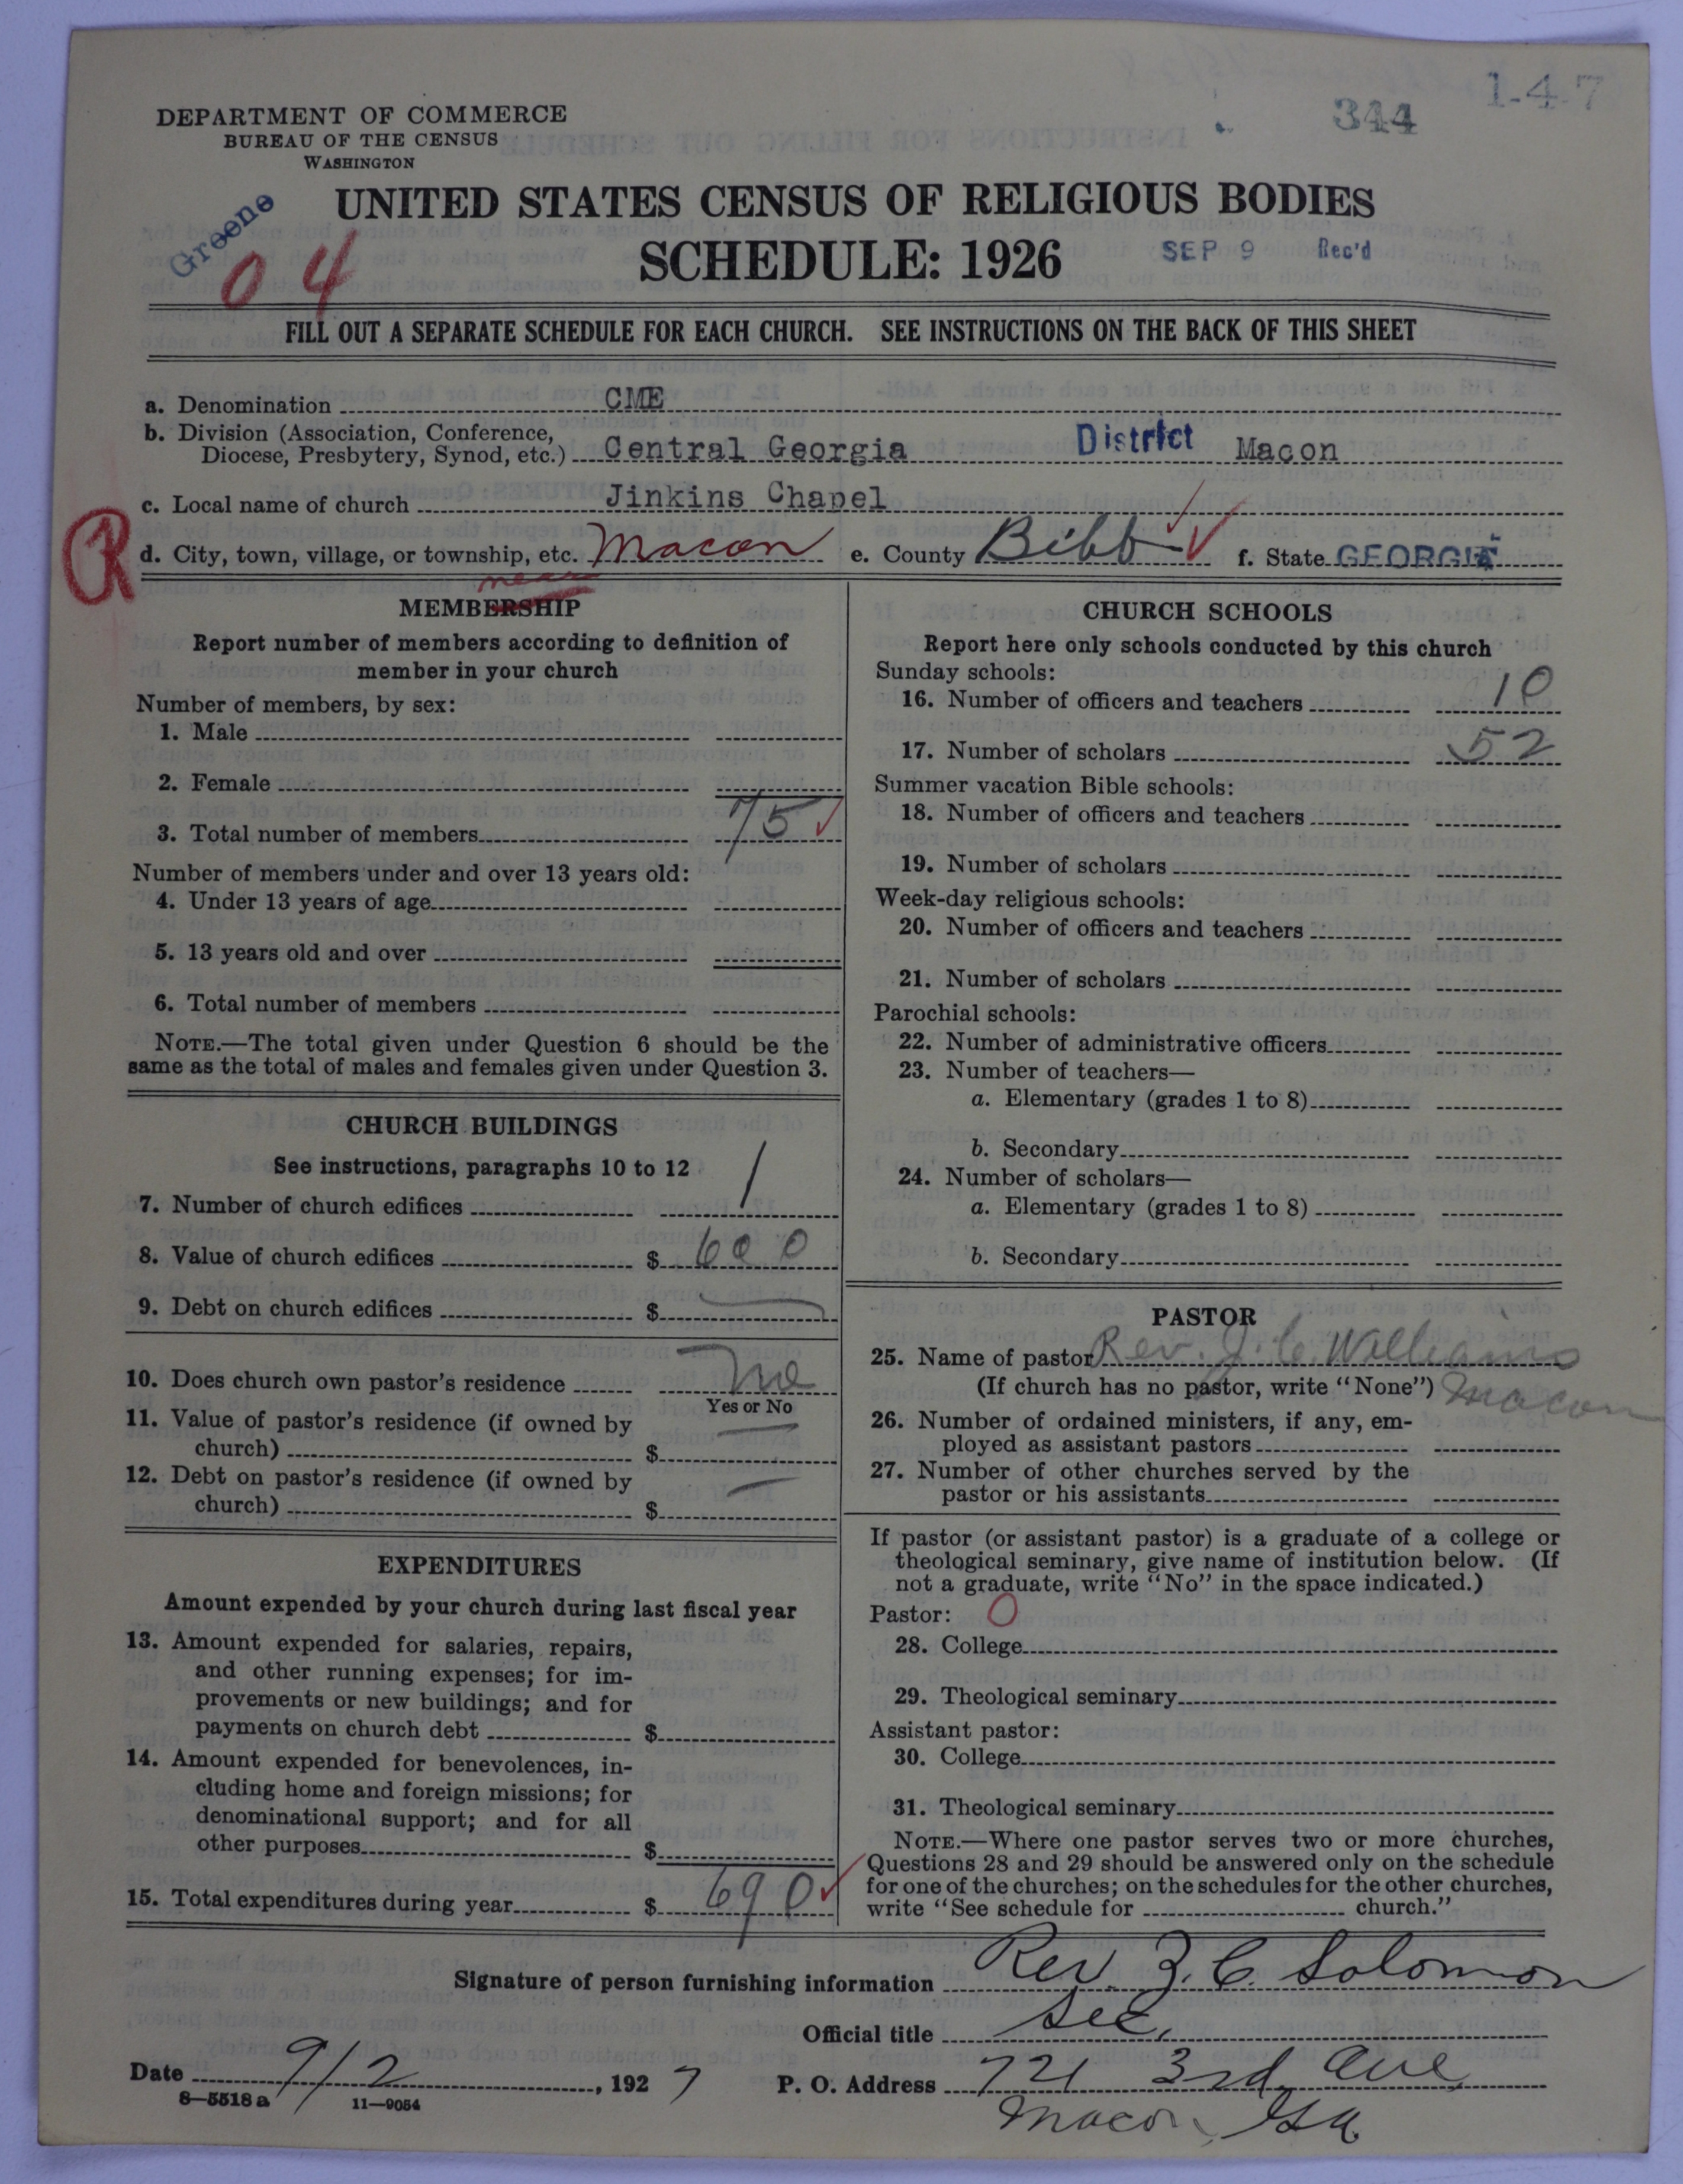 1-4-7
344
DEPARTMENT OF COMMERCE
BUREAU OF THE CENSUS
WASHINGTON
Greene
04
UNITED STATES CENSUS OF RELIGIOUS BODIES
SCHEDULE: 1926
SEP 9 Rec'd
FILL OUT A SEPARATE SCHEDULE FOR EACH CHURCH. SEE INSTRUCTIONS ON THE BACK OF THIS SHEET
a. Denomination CME
b. Division (Association, Conference,
Diocese, Presbytery, Synod, etc.) Central Georgia District Macon
c. Local name of church Jinkins Chapel
R
d. City, town, village, or township, etc. Macon e. County Bibb f. State GEORGIA
near
MEMBERSHIP
Report number of members according to definition of
member in your church
Number of members, by sex:
1. Male
2. Female
3. Total number of members 75
Number of members under and over 13 years old:
4. Under 13 years of age
5. 13 years old and over
6. Total number of members
NOTE.—The total given under Question 6 should be the
same as the total of males and females given under Question 3.
CHURCH BUILDINGS
See instructions, paragraphs 10 to 12
7. Number of church edifices 1
8. Value of church edifices $ 600
9. Debt on church edifices $ —
10. Does church own pastor's residence no
Yes or No
11. Value of pastor's residence (if owned by
church) $ —
12. Debt on pastor's residence (if owned by
church) $ —
EXPENDITURES
Amount expended by your church during last fiscal year
13. Amount expended for salaries, repairs,
and other running expenses; for im-
provements or new buildings; and for
payments on church debt $
14. Amount expended for benevolences, in-
cluding home and foreign missions; for
denominational support; and for all
other purposes $
15. Total expenditures during year $ 690
CHURCH SCHOOLS
Report here only schools conducted by this church
Sunday schools:
16. Number of officers and teachers 10
17. Number of scholars 52
Summer vacation Bible schools:
18. Number of officers and teachers
19. Number of scholars
Week-day religious schools:
20. Number of officers and teachers
21. Number of scholars
Parochial schools:
22. Number of administrative officers
23. Number of teachers—
a. Elementary (grades 1 to 8)
b. Secondary
24. Number of scholars—
a. Elementary (grades 1 to 8)
b. Secondary
PASTOR
25. Name of pastor Rev. J. C. Williams
(If church has no pastor, write "None") Macon
26. Number of ordained ministers, if any, em-
ployed as assistant pastors
27. Number of other churches served by the
pastor or his assistants
If pastor (or assistant pastor) is a graduate of a college or
theological seminary, give name of institution below. (If
not a graduate, write "No" in the space indicated.)
Pastor: O
28. College
29. Theological seminary
Assistant pastor:
30. College
31. Theological seminary
NOTE.—Where one pastor serves two or more churches,
Questions 28 and 29 should be answered only on the schedule
for one of the churches; on the schedules for the other churches,
write "See schedule for church."
Signature of person furnishing information Rev. Z. C. Solomon
Official title Sec.
Date 9/2, 1927 P. O. Address 721 3rd Ave
8—5518 a 11—9054
Macon, Ga.